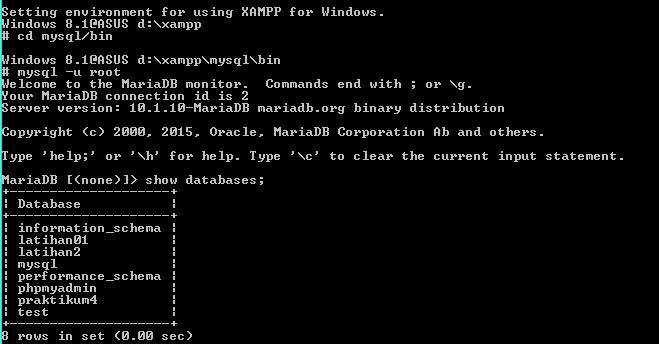 Setting environment for using XAMPP for Windows.
Windows 8.1@ASUS d:\xampp
# cd mysql/bin
Windows 8.1@ASUS d:\xampp\mysql\bin
# mysql -u root
Welcome to the MariaDB monitor.  Commands end with ; or \g.
Your MariaDB connection id is 2
Server version: 10.1.10-MariaDB mariadb.org binary distribution
Copyright (c) 2000, 2015, Oracle, MariaDB Corporation Ab and others.
Type 'help;' or '\h' for help. Type '\c' to clear the current input statement.
MariaDB [(none)]> show databases;
+--------------------+
| Database           |
+--------------------+
| information_schema |
| latihan01          |
| latihan2           |
| mysql              |
| performance_schema |
| phpmyadmin         |
| praktikum4         |
| test               |
+--------------------+
8 rows in set (0.00 sec)